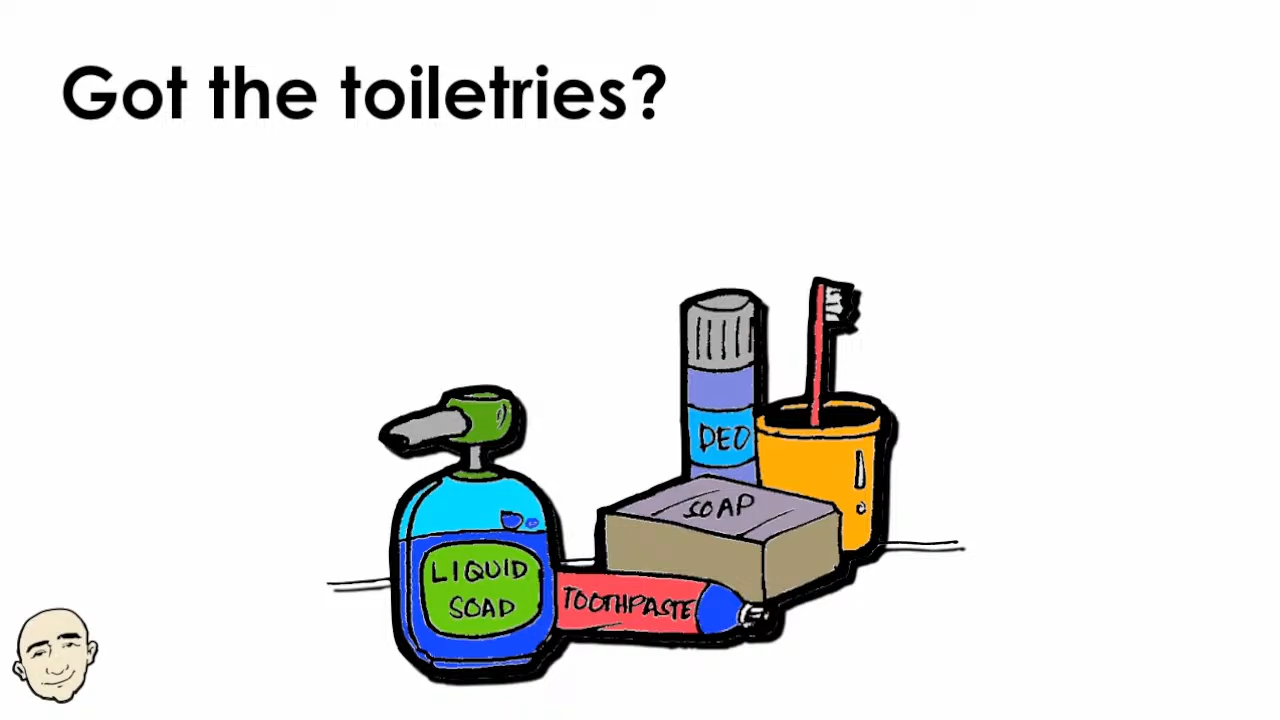 Got the toiletries?
DEO
SOAP
LIQUID
SOAP
TOOTHPASTE